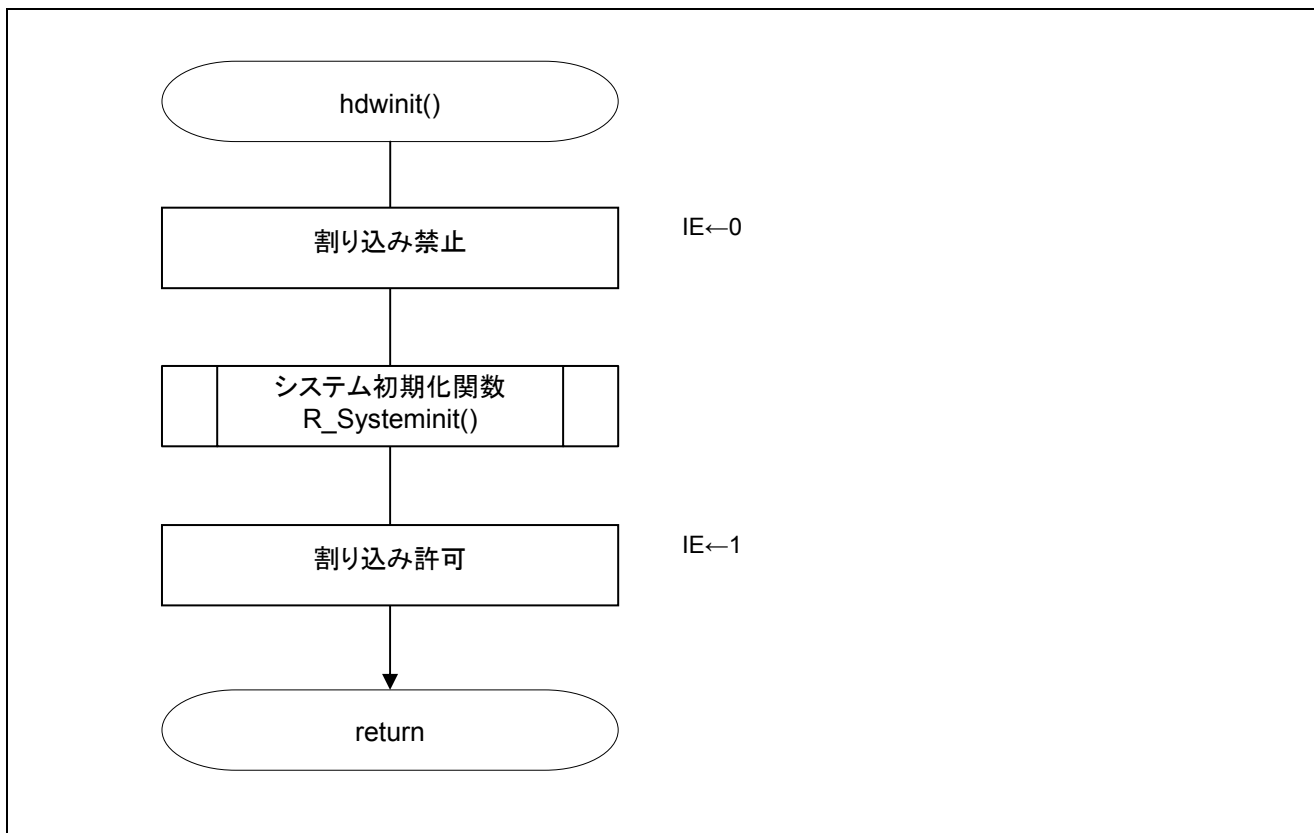 hdwinit()
割り込み禁止
IE←0
システム初期化関数
R_Systeminit()
割り込み許可
IE←1
return